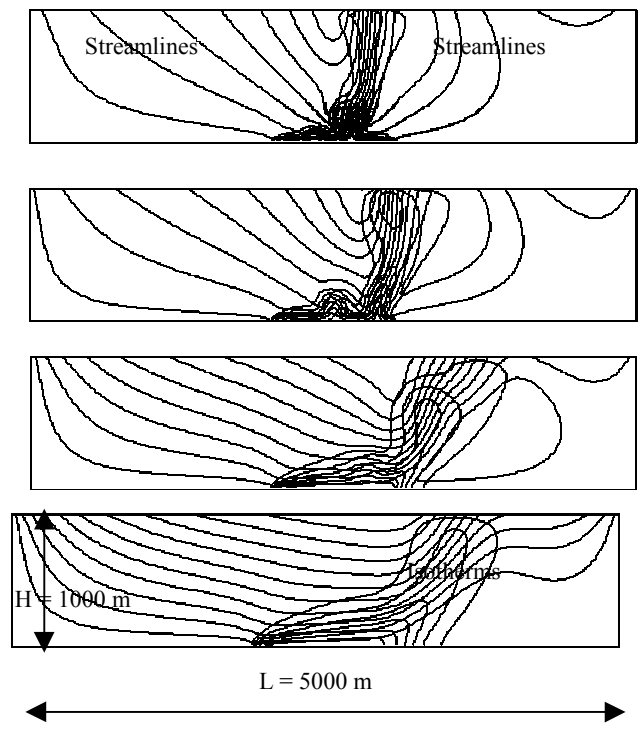 Streamlines
Streamlines
Isotherms
H = 1000 m
L = 5000 m